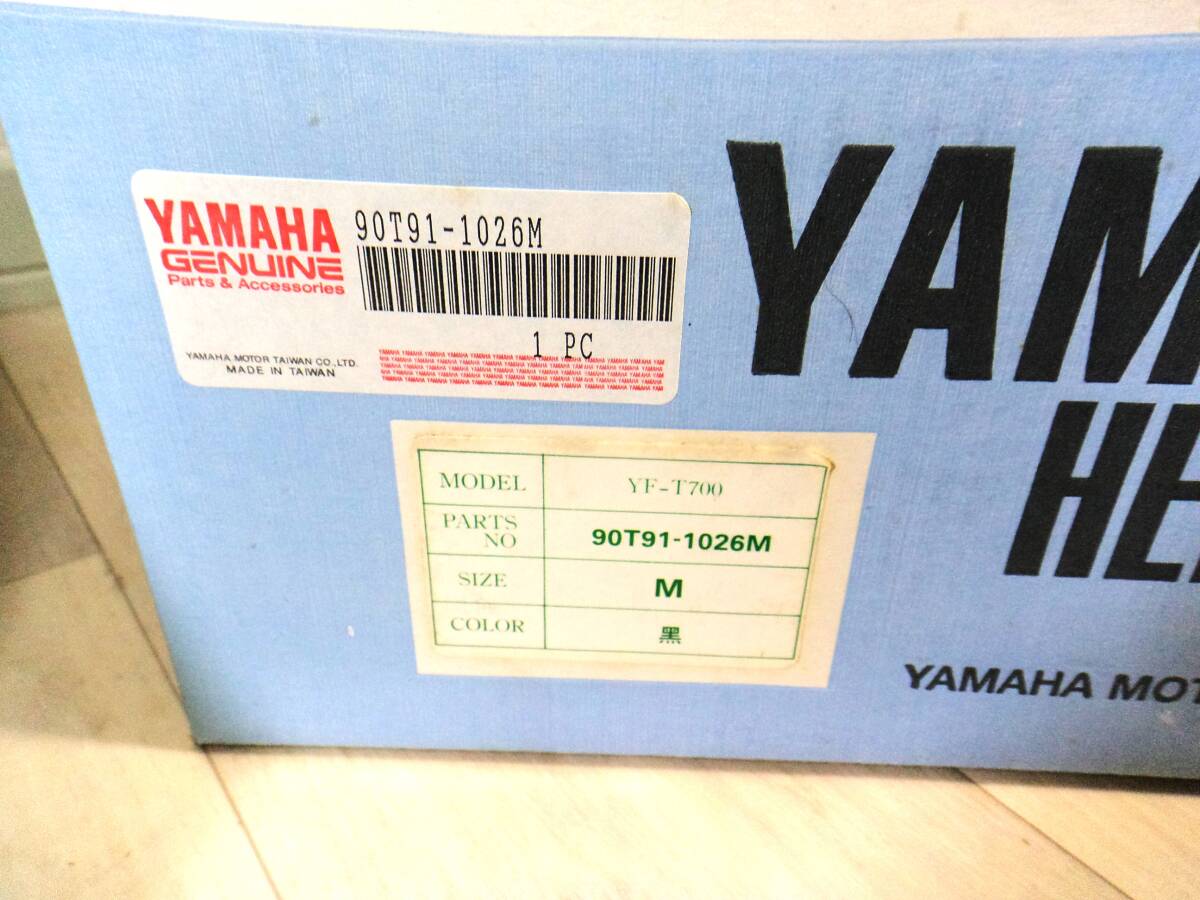 YAMAHA
GENUINE
Parts & Accessories
90T91-1026M
1 PC
YAMAHA MOTOR TAIWAN CO.,LTD.
MADE IN TAIWAN
YAM
HE
YAMAHA MOT
MODEL YF-T700
PARTS NO 90T91-1026M
SIZE M
COLOR 黑